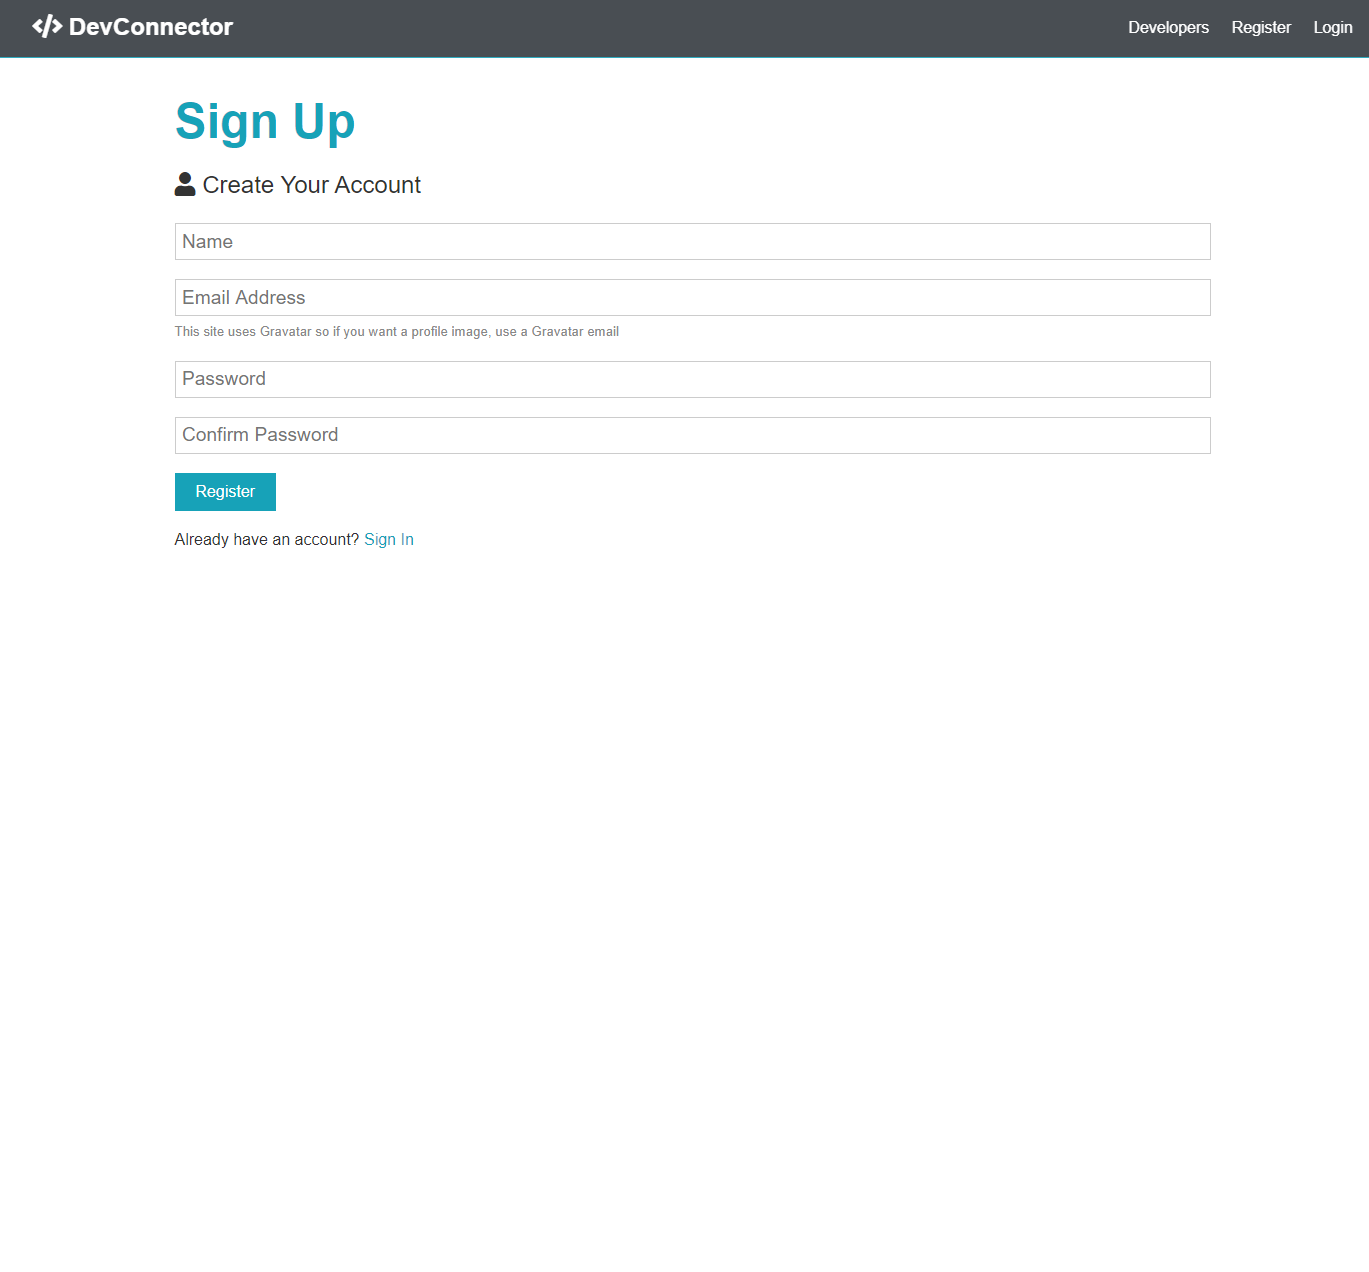 DevConnector
Developers Register Login
Sign Up
Create Your Account
Name
Email Address
This site uses Gravatar so if you want a profile image, use a Gravatar email
Password
Confirm Password
Register
Already have an account? Sign In